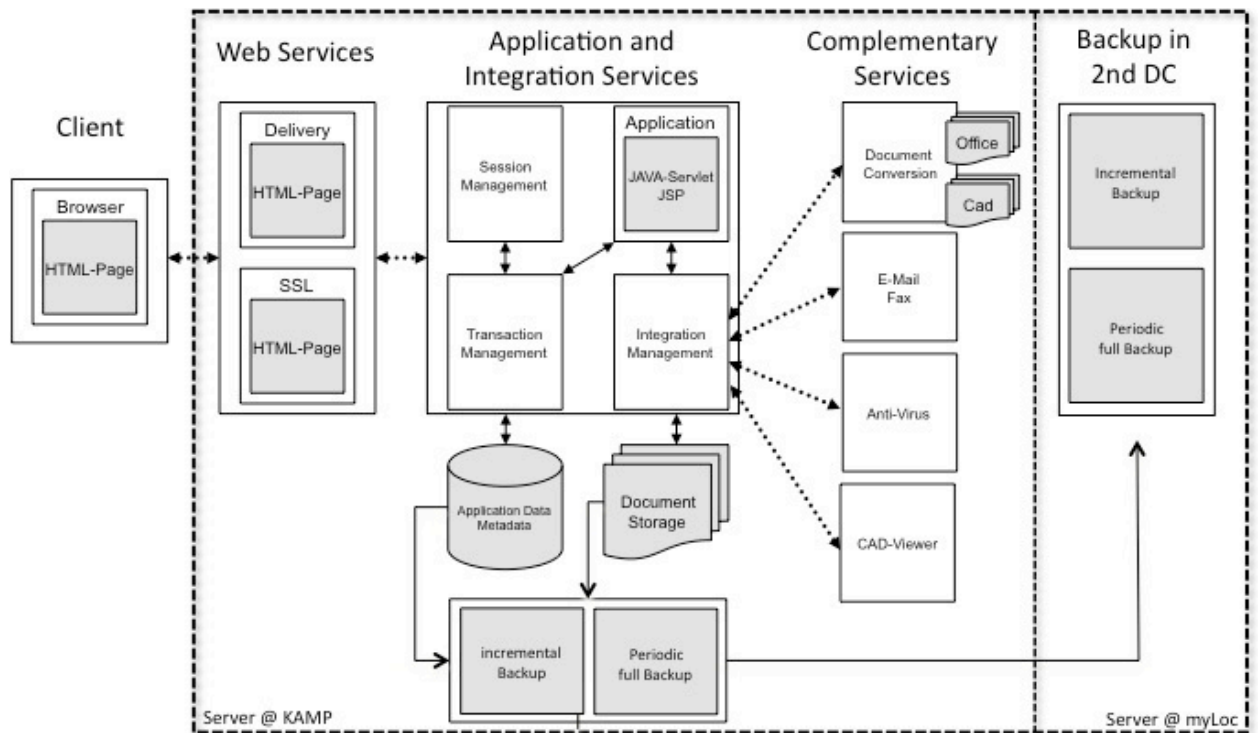 Client
Browser
HTML-Page
Web Services
Delivery
HTML-Page
SSL
HTML-Page
Application and
Integration Services
Session
Management
Application
JAVA-Servlet
JSP
Transaction
Management
Integration
Management
Application Data
Metadata
Document
Storage
incremental
Backup
Periodic
full Backup
Complementary
Services
Document
Conversion
Office
Cad
E-Mail
Fax
Anti-Virus
CAD-Viewer
Backup in
2nd DC
Incremental
Backup
Periodic
full Backup
Server @ KAMP
Server @ myLoc